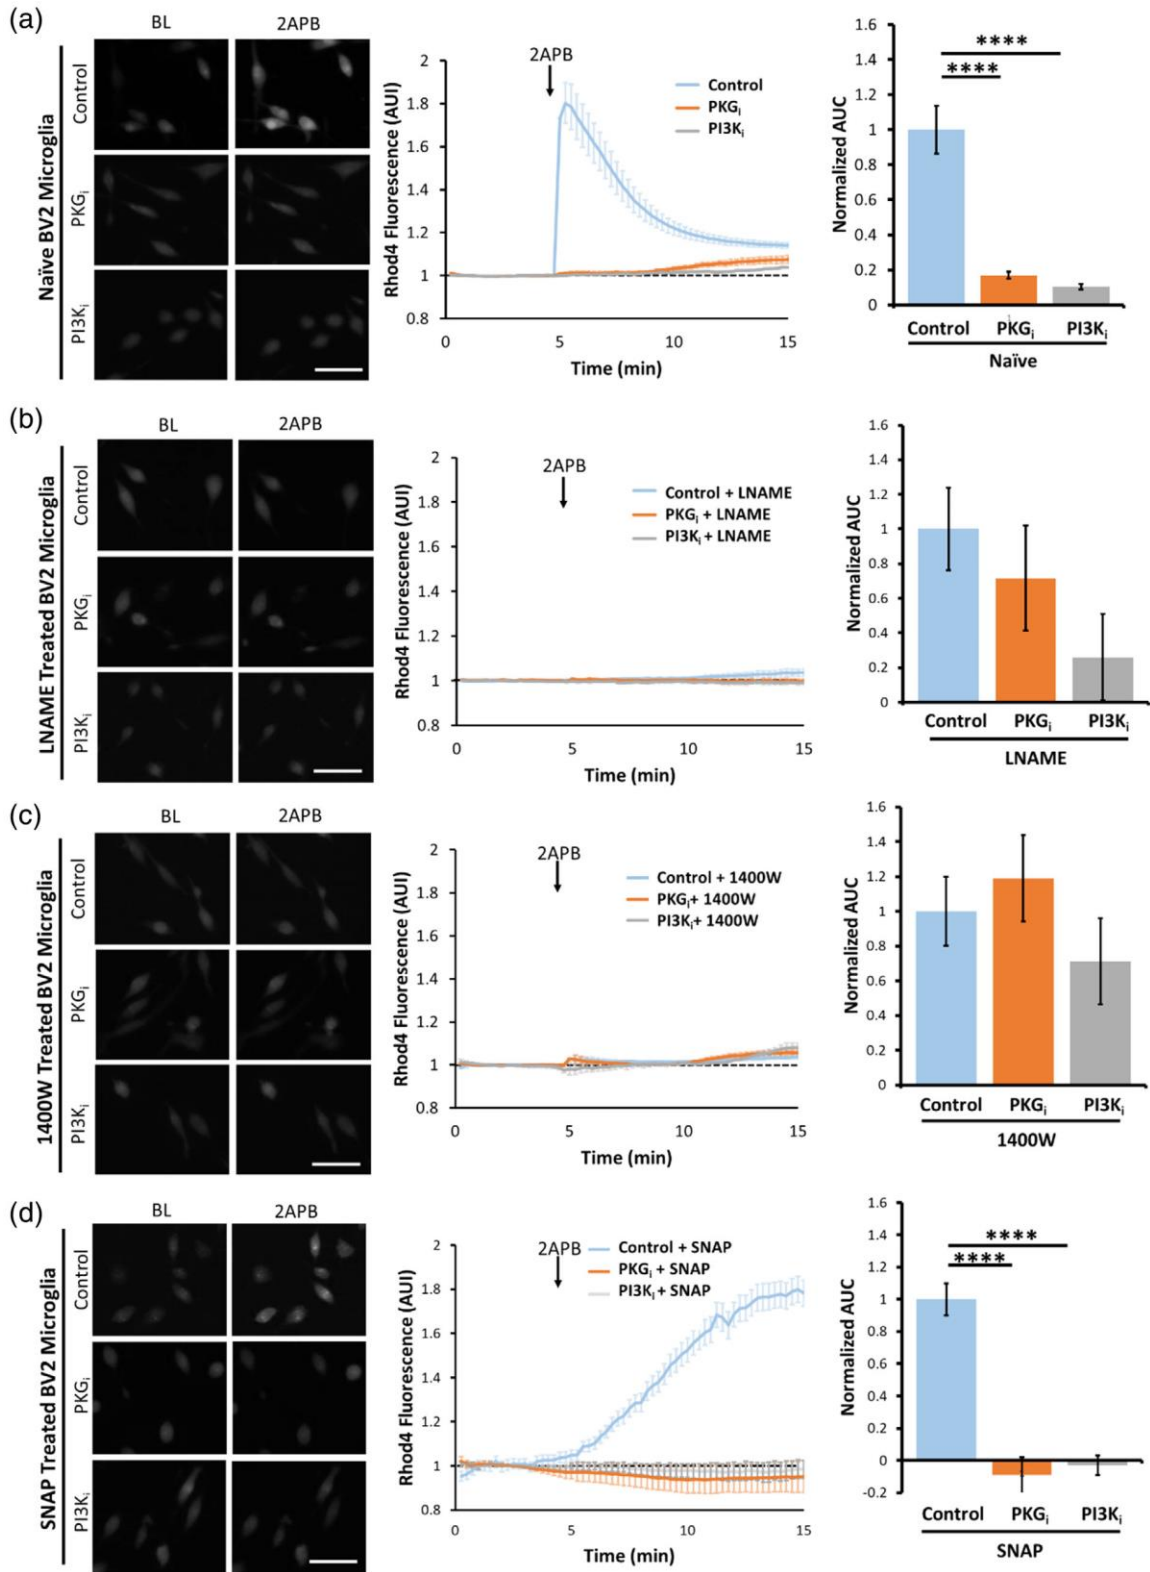 (a)
BL
2APB
Naïve BV2 Microglia
Control
PKGi
PI3Ki
Rhod4 Fluorescence (AUI)
2
1.8
1.6
1.4
1.2
1
0.8
2APB
Control
PKGi
PI3Ki
0
5
10
15
Time (min)
Normalized AUC
1.6
1.4
1.2
1
0.8
0.6
0.4
0.2
0
****
****
Control
PKGi
PI3Ki
Naïve
(b)
BL
2APB
LNAME Treated BV2 Microglia
Control
PKGi
PI3Ki
Rhod4 Fluorescence (AUI)
2
1.8
1.6
1.4
1.2
1
0.8
2APB
Control + LNAME
PKGi + LNAME
PI3Ki + LNAME
0
5
10
15
Time (min)
Normalized AUC
1.6
1.4
1.2
1
0.8
0.6
0.4
0.2
0
Control
PKGi
PI3Ki
LNAME
(c)
BL
2APB
1400W Treated BV2 Microglia
Control
PKGi
PI3Ki
Rhod4 Fluorescence (AUI)
2
1.8
1.6
1.4
1.2
1
0.8
2APB
Control + 1400W
PKGi+ 1400W
PI3Ki+ 1400W
0
5
10
15
Time (min)
Normalized AUC
1.6
1.4
1.2
1
0.8
0.6
0.4
0.2
0
Control
PKGi
PI3Ki
1400W
(d)
BL
2APB
SNAP Treated BV2 Microglia
Control
PKGi
PI3Ki
Rhod4 Fluorescence (AUI)
2
1.8
1.6
1.4
1.2
1
0.8
2APB
Control + SNAP
PKGi + SNAP
PI3Ki + SNAP
0
5
10
15
Time (min)
Normalized AUC
1.6
1.4
1.2
1
0.8
0.6
0.4
0.2
0
-0.2
****
****
Control
PKGi
PI3Ki
SNAP